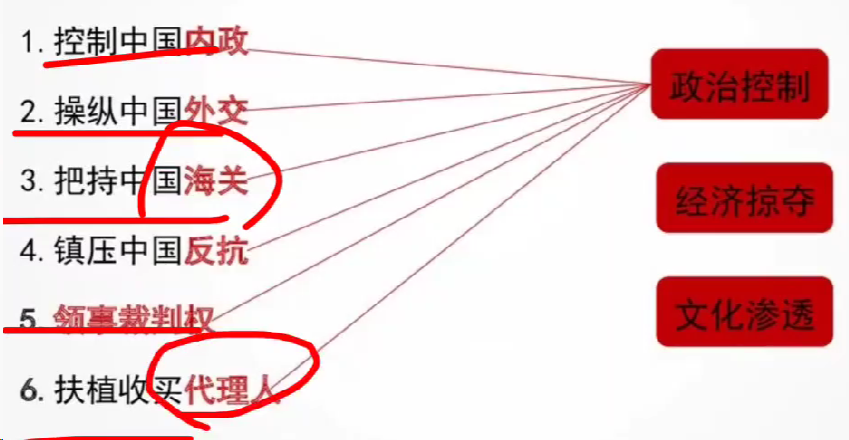 1. 控制中国内政
2. 操纵中国外交
3. 把持中国海关
4. 镇压中国反抗
5. 领事裁判权
6. 扶植收买代理人
政治控制
经济掠夺
文化渗透